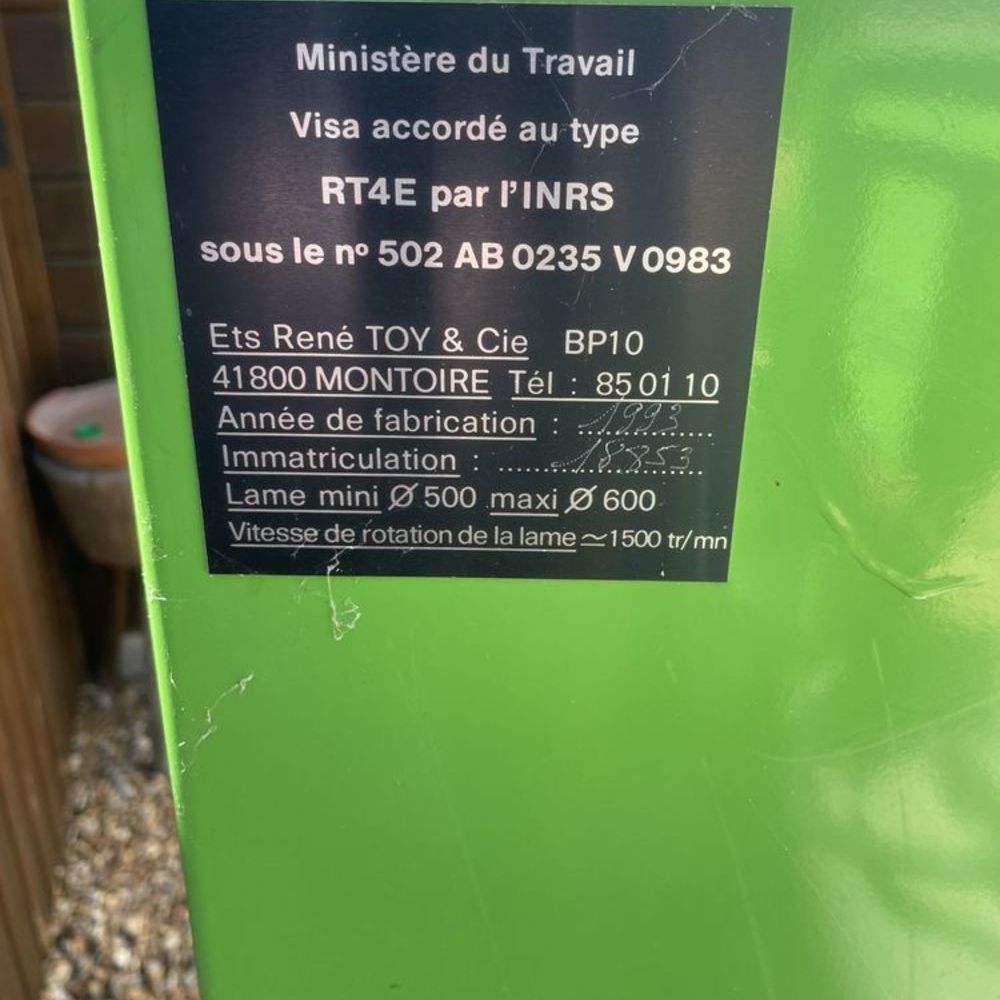 Ministère du Travail
Visa accordé au type
RT4E par l'INRS
sous le nº 502 AB 0235 V 0983
Ets René TOY & Cie BP10
41800 MONTOIRE Tél : 85 01 10
Année de fabrication : 1993
Immatriculation : 18853
Lame mini Ø 500 maxi Ø 600
Vitesse de rotation de la lame ≃ 1500 tr/mn